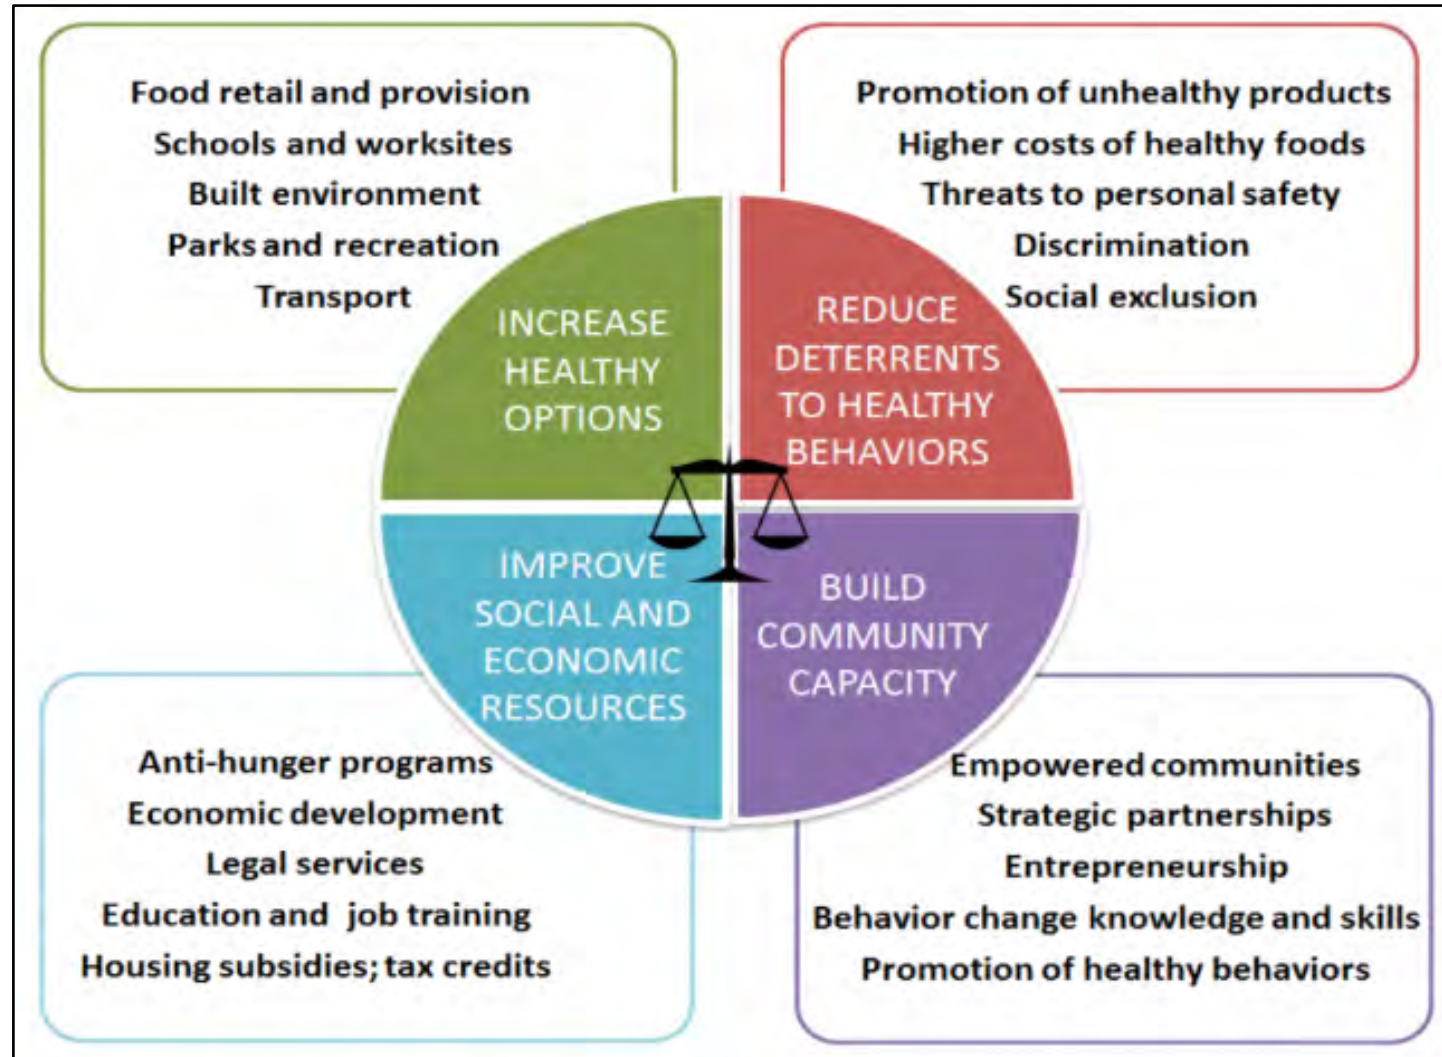 Food retail and provision
Schools and worksites
Built environment
Parks and recreation
Transport
Promotion of unhealthy products
Higher costs of healthy foods
Threats to personal safety
Discrimination
Social exclusion
INCREASE
HEALTHY
OPTIONS
REDUCE
DETERRENTS
TO HEALTHY
BEHAVIORS
IMPROVE
SOCIAL AND
ECONOMIC
RESOURCES
BUILD
COMMUNITY
CAPACITY
Anti-hunger programs
Economic development
Legal services
Education and job training
Housing subsidies; tax credits
Empowered communities
Strategic partnerships
Entrepreneurship
Behavior change knowledge and skills
Promotion of healthy behaviors